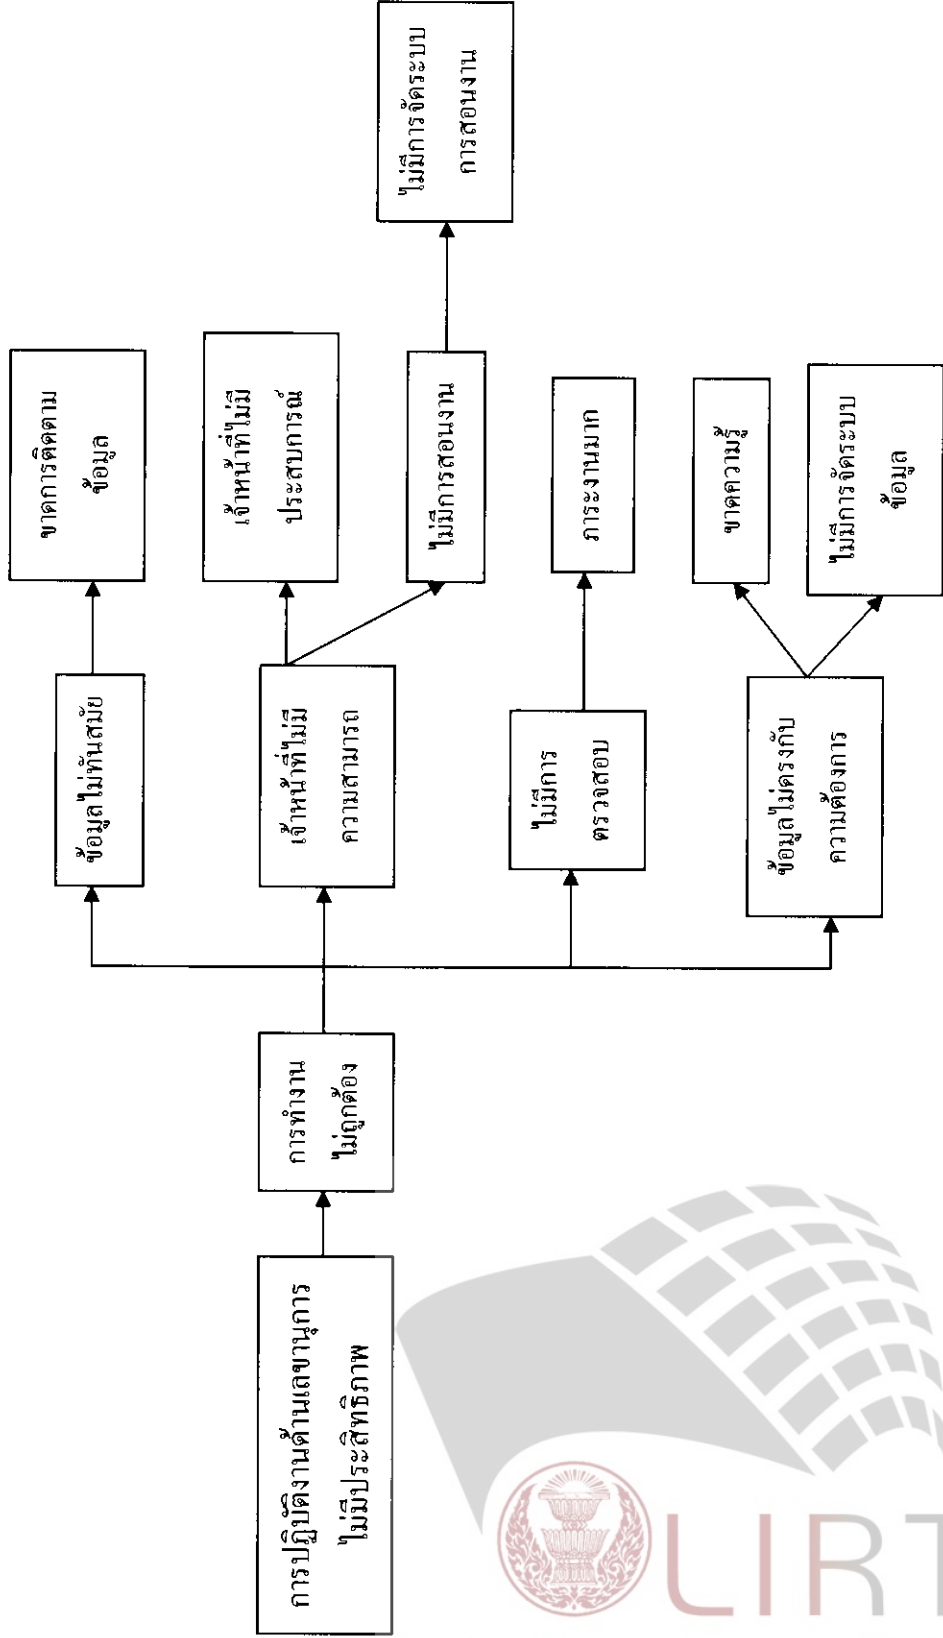 การปฏิบัติงานด้านเลขานุการ
ไม่มีประสิทธิภาพ
การทำงาน
ไม่ถูกต้อง
ข้อมูลไม่ทันสมัย
ขาดการติดตาม
ข้อมูล
เจ้าหน้าที่ไม่มี
ความสามารถ
เจ้าหน้าที่ไม่มี
ประสบการณ์
ไม่มีการสอนงาน
ไม่มีการจัดระบบ
การสอนงาน
ไม่มีการ
ตรวจสอบ
ภาระงานมาก
ข้อมูลไม่ตรงกับ
ความต้องการ
ขาดความรู้
ไม่มีการจัดระบบ
ข้อมูล
LIRT